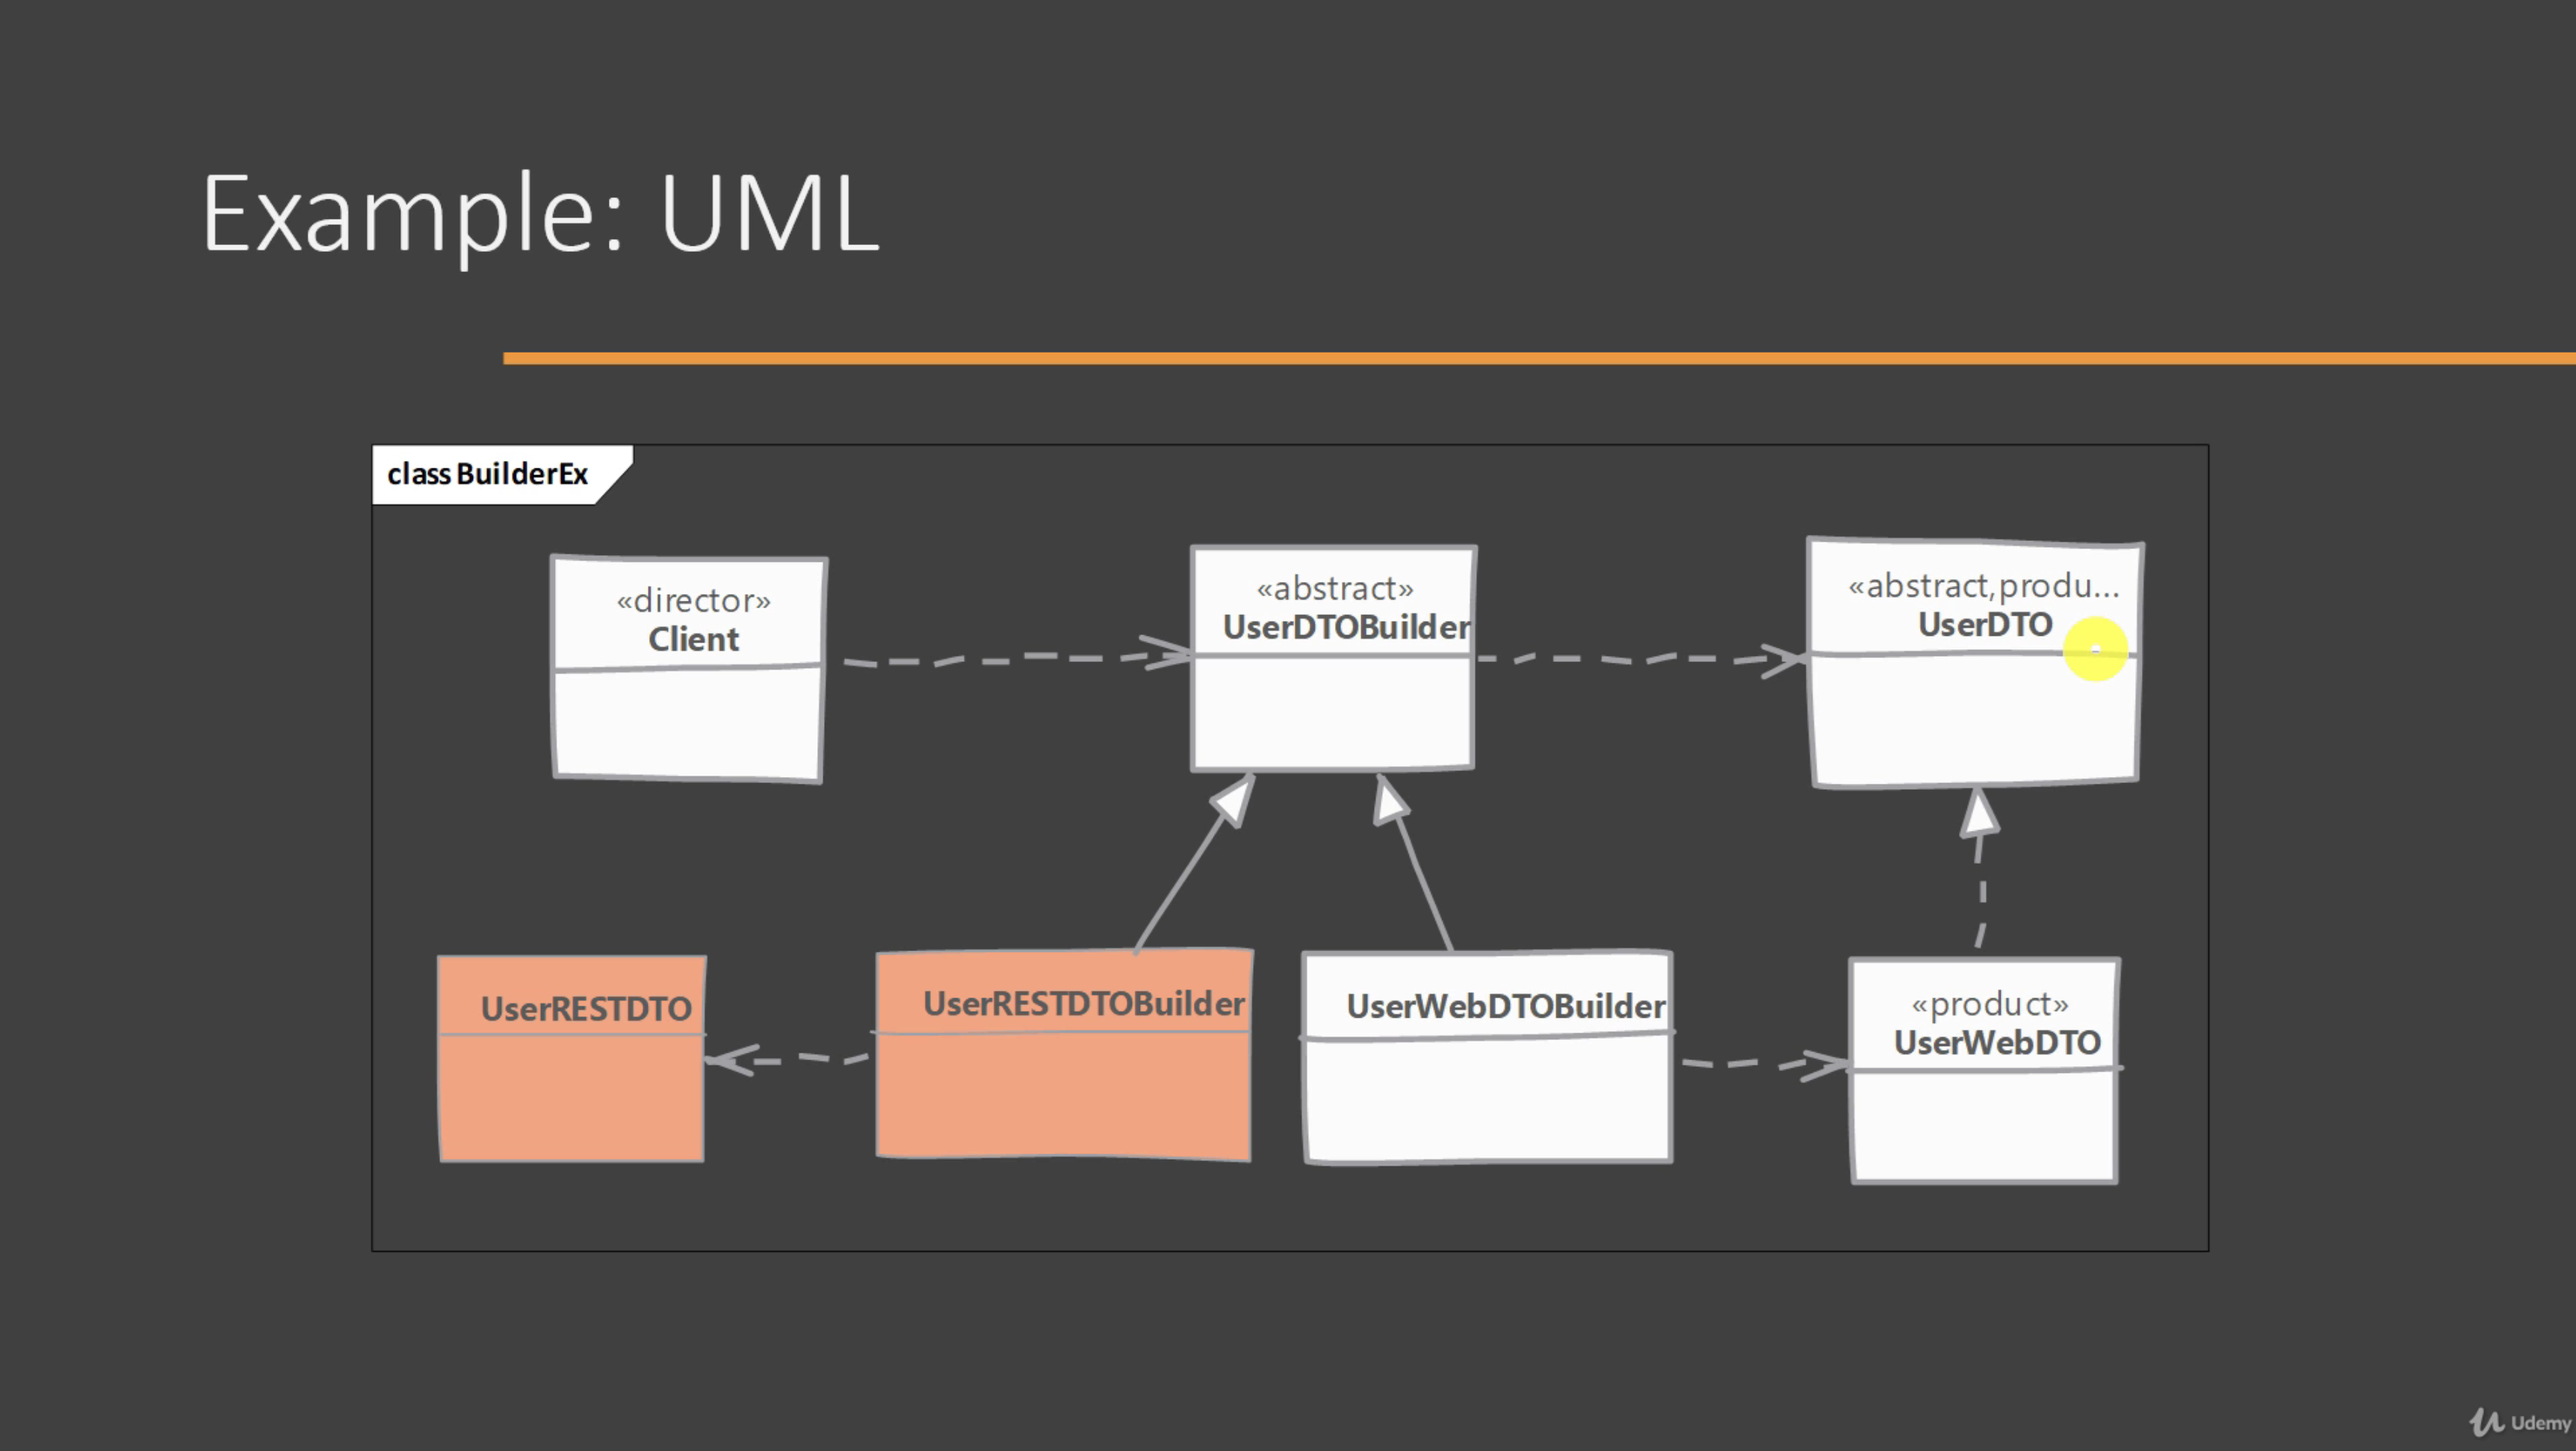 Example: UML
class BuilderEx
«director»
Client
«abstract»
UserDTOBuilder
«abstract,produ...
UserDTO
UserRESTDTO
UserRESTDTOBuilder
UserWebDTOBuilder
«product»
UserWebDTO
Udemy